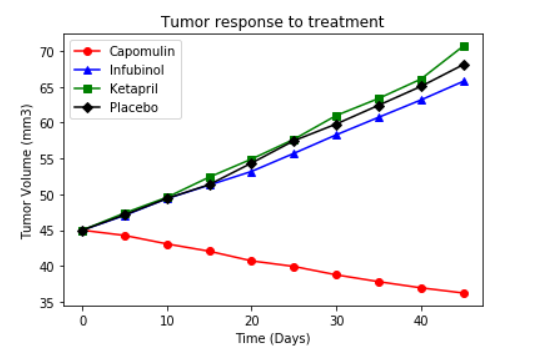 Tumor response to treatment
Capomulin
Infubinol
Ketapril
Placebo
Tumor Volume (mm3)
70
65
60
55
50
45
40
35
0
10
20
30
40
Time (Days)